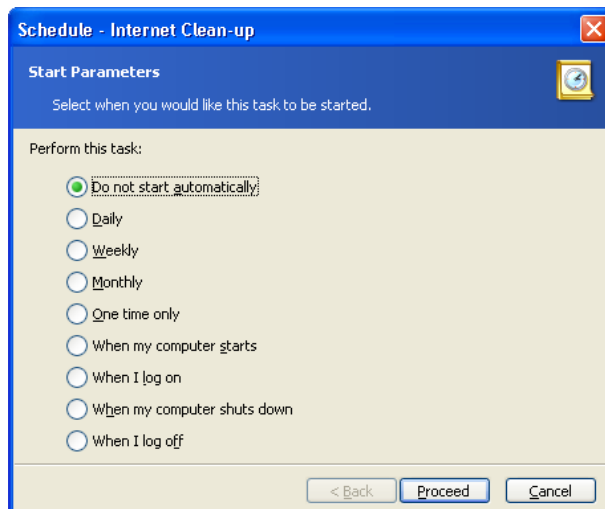 Schedule - Internet Clean-up
Start Parameters
Select when you would like this task to be started.
Perform this task:
Do not start automatically
Daily
Weekly
Monthly
One time only
When my computer starts
When I log on
When my computer shuts down
When I log off
< Back Proceed Cancel